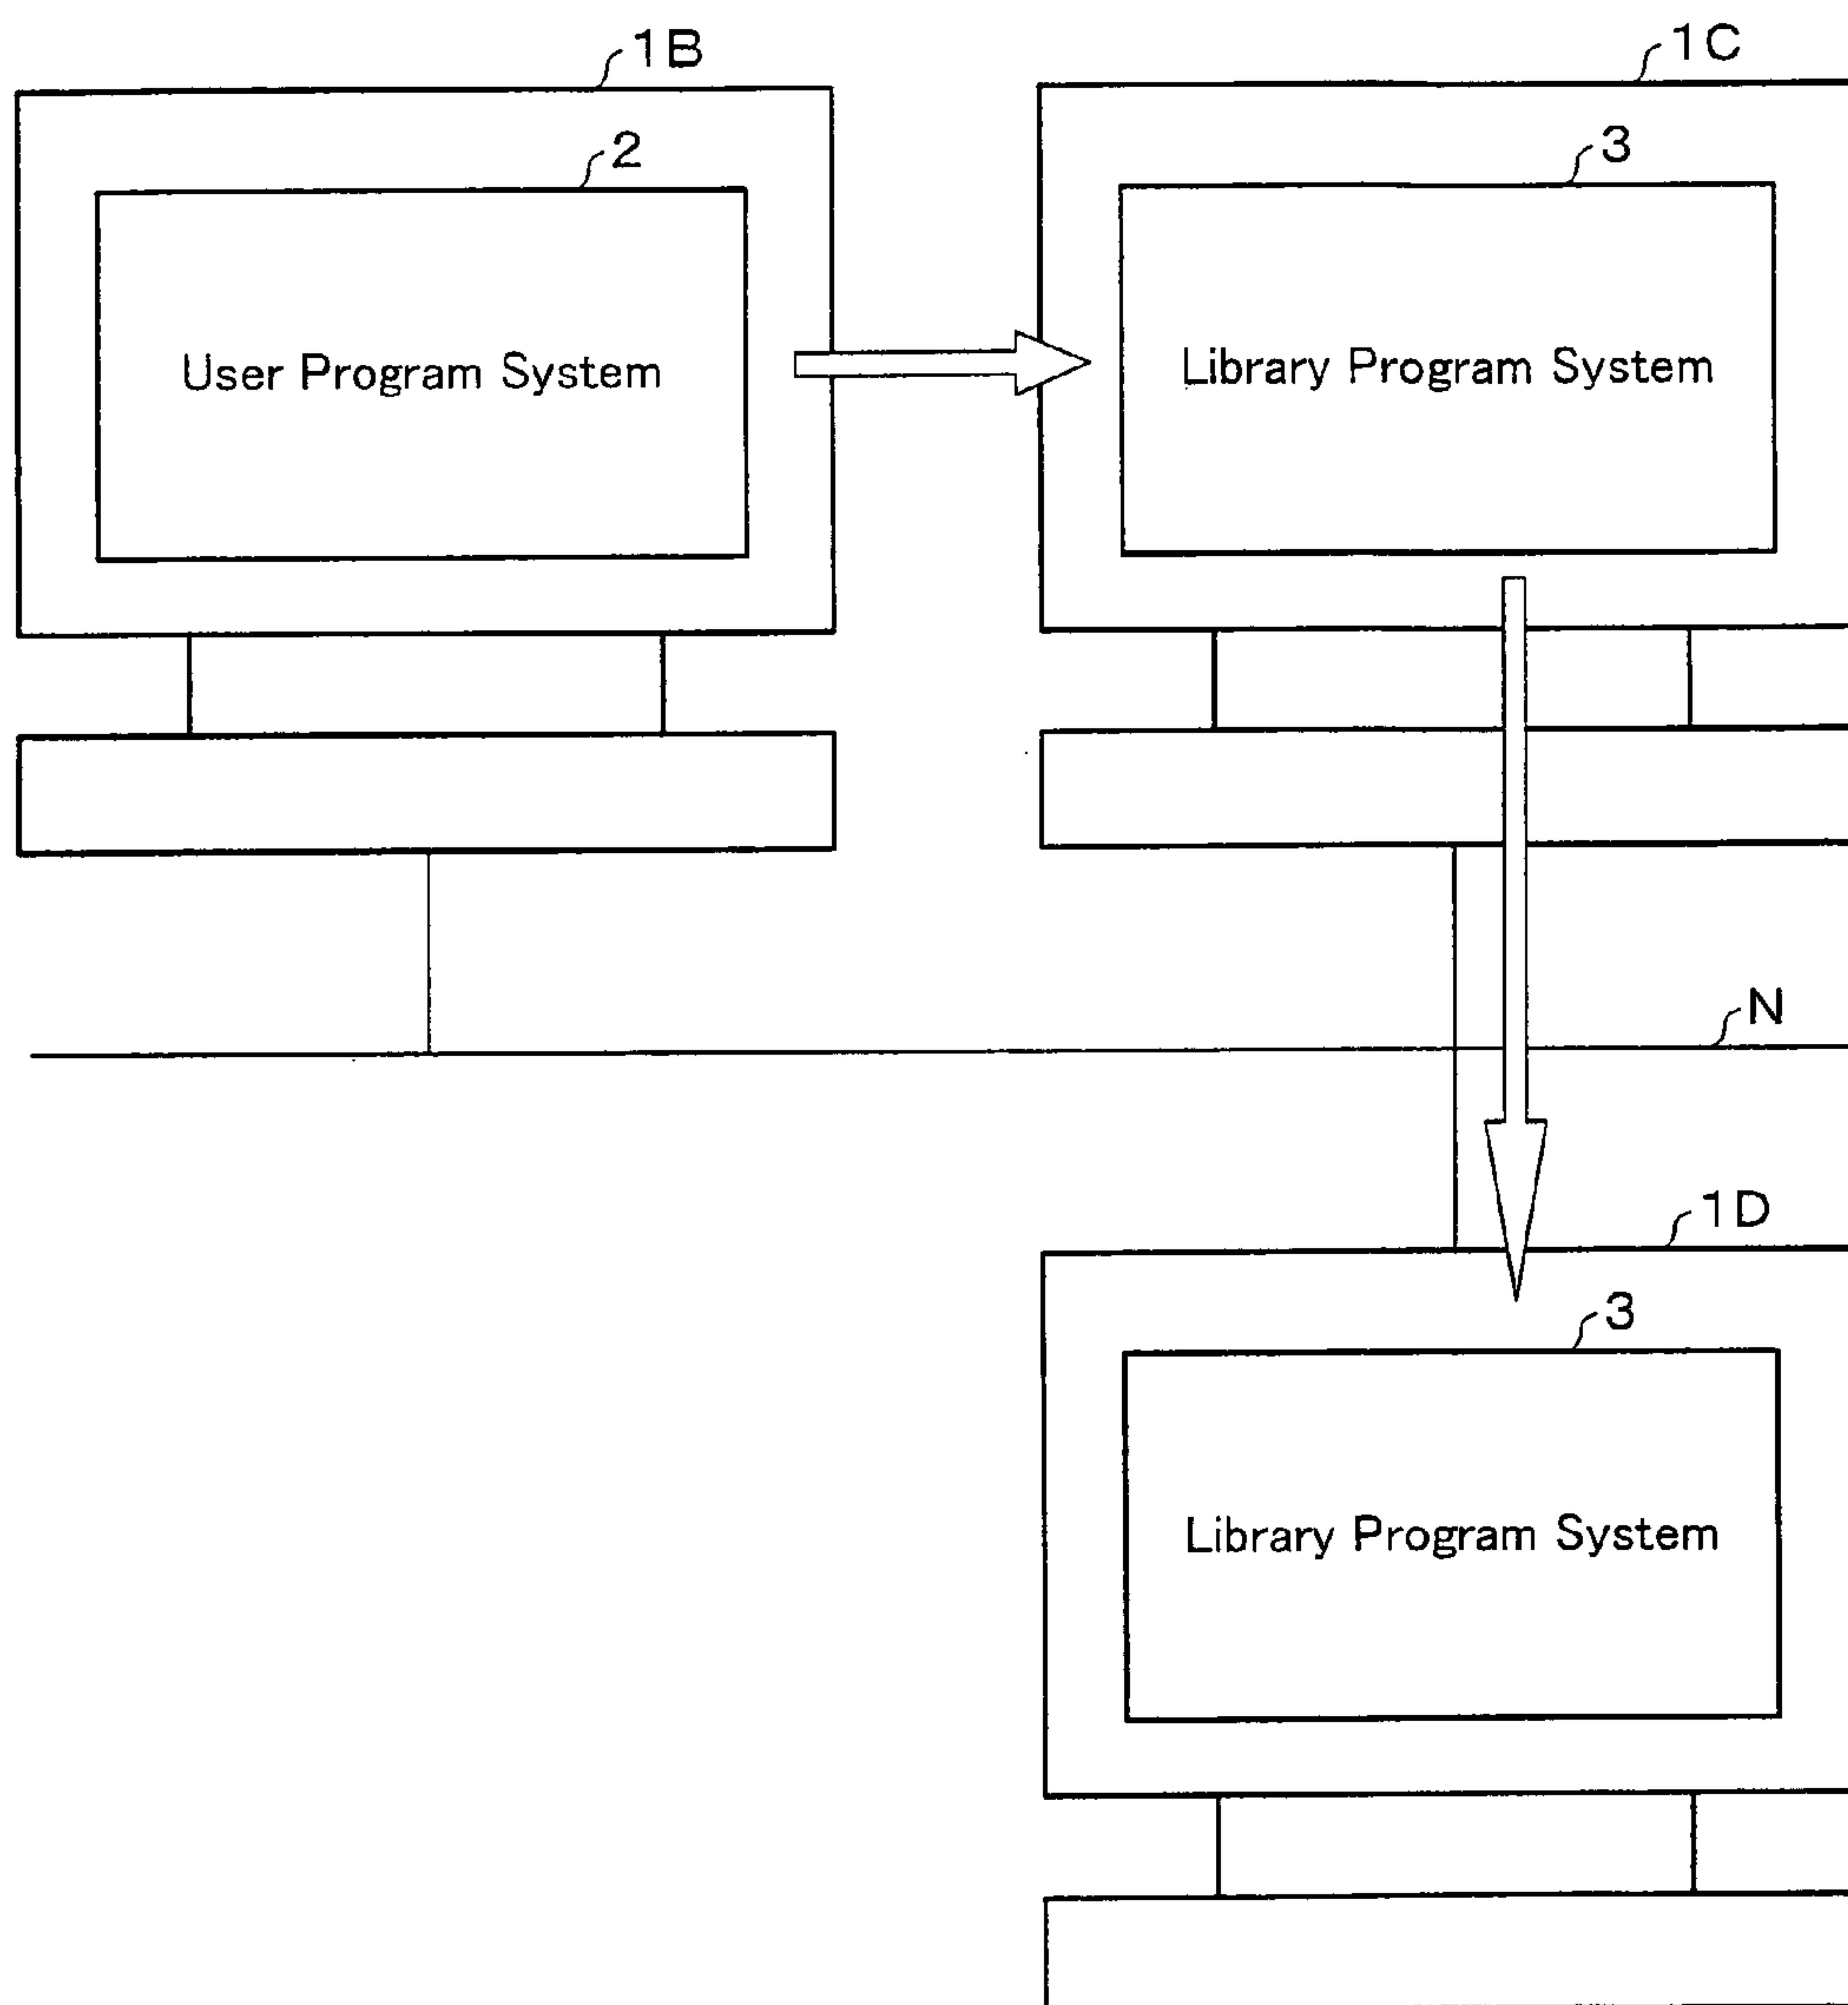 1B
1C
2
3
User Program System
Library Program System
N
1D
3
Library Program System